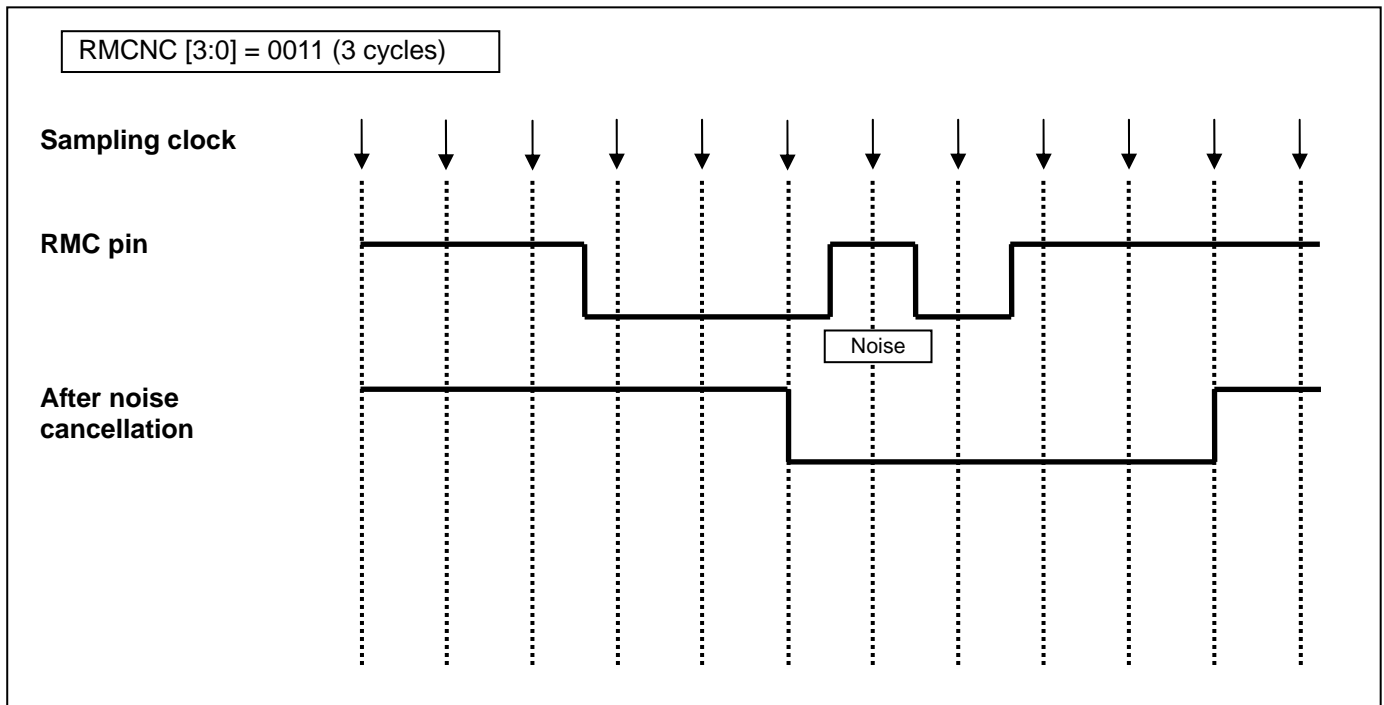 RMCNC [3:0] = 0011 (3 cycles)
Sampling clock
RMC pin
Noise
After noise
cancellation